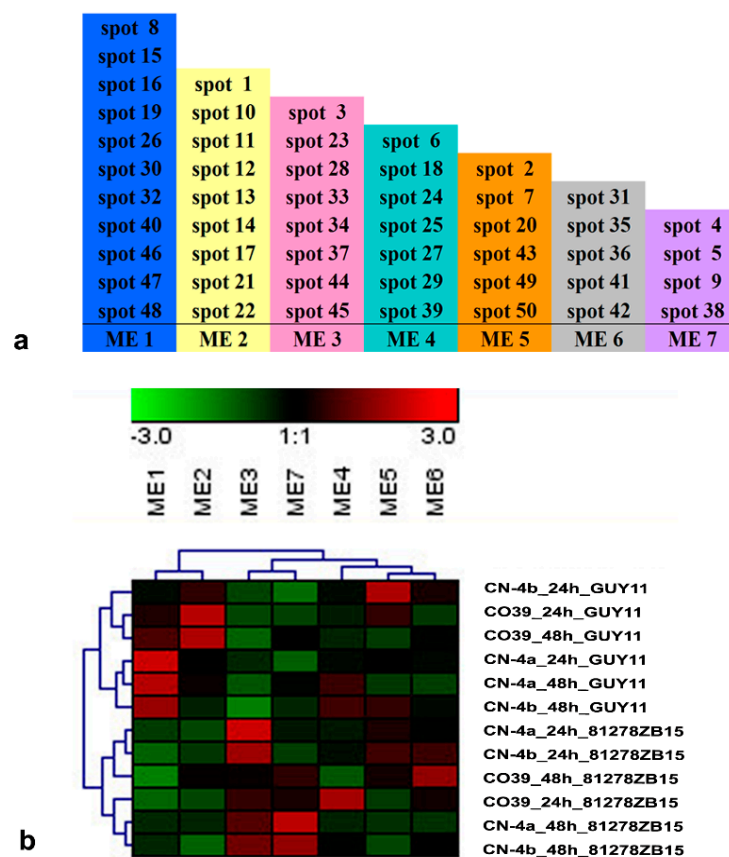 spot 8
spot 15
spot 16 spot 1
spot 19 spot 10 spot 3
spot 26 spot 11 spot 23 spot 6
spot 30 spot 12 spot 28 spot 18 spot 2
spot 32 spot 13 spot 33 spot 24 spot 7 spot 31
spot 40 spot 14 spot 34 spot 25 spot 20 spot 35 spot 4
spot 46 spot 17 spot 37 spot 27 spot 43 spot 36 spot 5
spot 47 spot 21 spot 44 spot 29 spot 49 spot 41 spot 9
spot 48 spot 22 spot 45 spot 39 spot 50 spot 42 spot 38
a ME 1 ME 2 ME 3 ME 4 ME 5 ME 6 ME 7
-3.0 1:1 3.0
ME1 ME2 ME3 ME7 ME4 ME5 ME6
CN-4b_24h_GUY11
CO39_24h_GUY11
CO39_48h_GUY11
CN-4a_24h_GUY11
CN-4a_48h_GUY11
CN-4b_48h_GUY11
CN-4a_24h_81278ZB15
CN-4b_24h_81278ZB15
CO39_48h_81278ZB15
CO39_24h_81278ZB15
CN-4a_48h_81278ZB15
b CN-4b_48h_81278ZB15